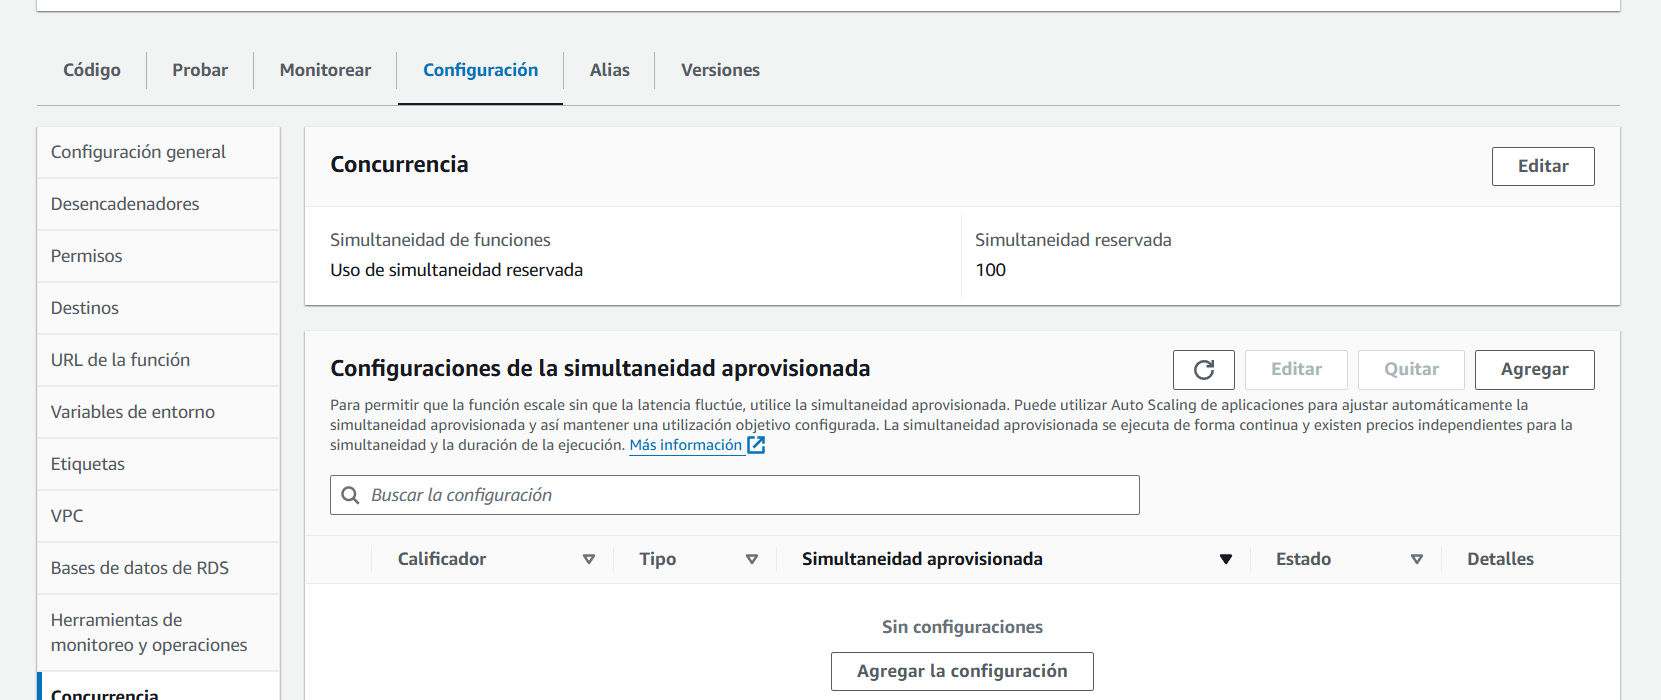 Código
Probar
Monitorear
Configuración
Alias
Versiones
Configuración general
Desencadenadores
Permisos
Destinos
URL de la función
Variables de entorno
Etiquetas
VPC
Bases de datos de RDS
Herramientas de
monitoreo y operaciones
Concurrencia
Concurrencia
Editar
Simultaneidad de funciones
Uso de simultaneidad reservada
Simultaneidad reservada
100
Configuraciones de la simultaneidad aprovisionada
Editar
Quitar
Agregar
Para permitir que la función escale sin que la latencia fluctúe, utilice la simultaneidad aprovisionada. Puede utilizar Auto Scaling de aplicaciones para ajustar automáticamente la
simultaneidad aprovisionada y así mantener una utilización objetivo configurada. La simultaneidad aprovisionada se ejecuta de forma continua y existen precios independientes para la
simultaneidad y la duración de la ejecución. Más información
Buscar la configuración
Calificador
Tipo
Simultaneidad aprovisionada
Estado
Detalles
Sin configuraciones
Agregar la configuración